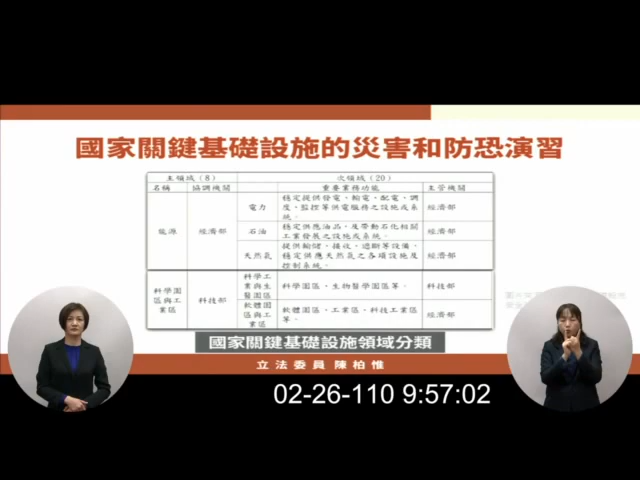 國家關鍵基礎設施的災害和防恐演習
主領域（8） 次領域（20）
名稱 協調機關 重要業務功能 主管機關
能源 經濟部 電力 穩定提供發電、輸電、配電、調度、監控等供電服務之設施或系統。 經濟部
石油 穩定供應油品，及帶動石化相關工業發展之設施或系統。 經濟部
天然氣 提供輸儲、接收、遮斷等設備，穩定供應天然氣之各項設施及控制系統。 經濟部
科學園區與工業區 科技部 科學工業與生醫園區 科學園區、生物醫學園區等。 科技部
軟體園區與工業區 軟體園區、工業區、科技工業區等。 經濟部
國家關鍵基礎設施領域分類
立法委員 陳柏惟
02-26-110 9:57:02